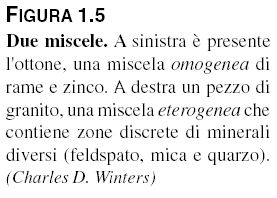 FIGURA 1.5
Due miscele. A sinistra è presente
l'ottone, una miscela omogenea di
rame e zinco. A destra un pezzo di
granito, una miscela eterogenea che
contiene zone discrete di minerali
diversi (feldspato, mica e quarzo).
(Charles D. Winters)